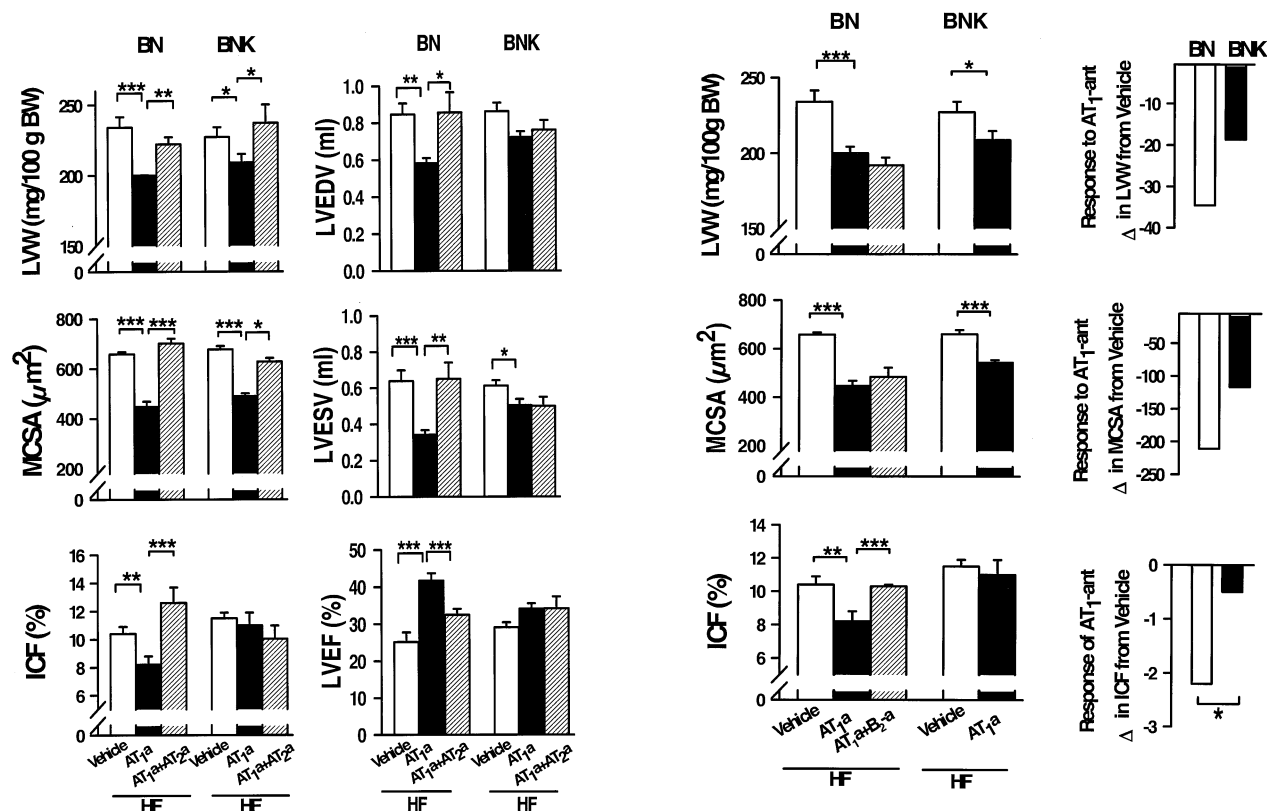 BN BNK
LVW (mg/100 g BW)
250
200
150
0
*** ** * *
BN BNK
LVEDV (ml)
1.0
0.8
0.6
0.4
0.2
0.0
** *
MCSA (μm²)
800
600
400
200
0
*** *** *** *
LVESV (ml)
1.0
0.8
0.6
0.4
0.2
0.0
*** ** *
ICF (%)
16
14
12
10
8
6
0
** ***
Vehicle AT₁a AT₁a+AT₂a Vehicle AT₁a AT₁a+AT₂a
HF HF
LVEF (%)
50
40
30
20
10
0
*** ***
Vehicle AT₁a AT₁a+AT₂a Vehicle AT₁a AT₁a+AT₂a
HF HF
BN BNK
LVW (mg/100g BW)
250
200
150
0
*** *
BN BNK
Response to AT₁-ant
Δ in LVW from Vehicle
-10
-20
-30
-40
MCSA (μm²)
800
600
400
200
0
*** ***
Response to AT₁-ant
Δ in MCSA from Vehicle
-50
-100
-150
-200
-250
ICF (%)
14
12
10
8
6
0
** ***
Vehicle AT₁a AT₁a+B₂-a Vehicle AT₁a
HF HF
Response of AT₁-ant
Δ in ICF from Vehicle
0
-1
-2
-3
*